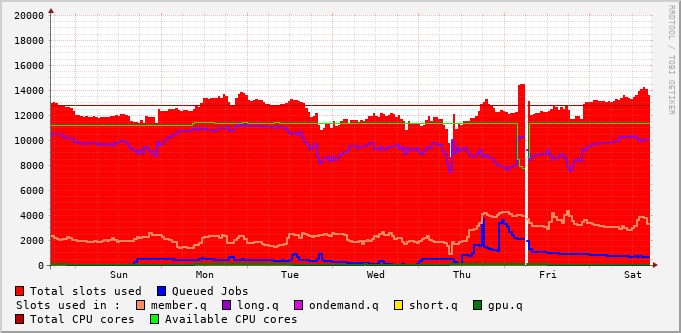 20000
18000
16000
14000
12000
10000
8000
6000
4000
2000
0
Sun Mon Tue Wed Thu Fri Sat
RRDTOOL / TOBI OETIKER
Total slots used Queued Jobs
Slots used in : member.q long.q ondemand.q short.q gpu.q
Total CPU cores Available CPU cores